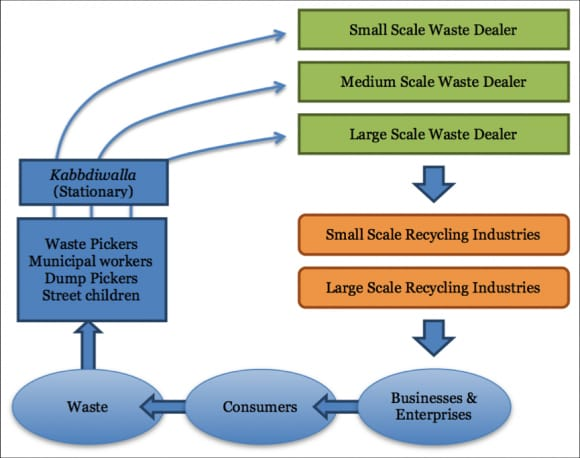 Small Scale Waste Dealer
Medium Scale Waste Dealer
Large Scale Waste Dealer
Kabbdiwalla
(Stationary)
Waste Pickers
Municipal workers
Dump Pickers
Street children
Small Scale Recycling Industries
Large Scale Recycling Industries
Waste
Consumers
Businesses &
Enterprises